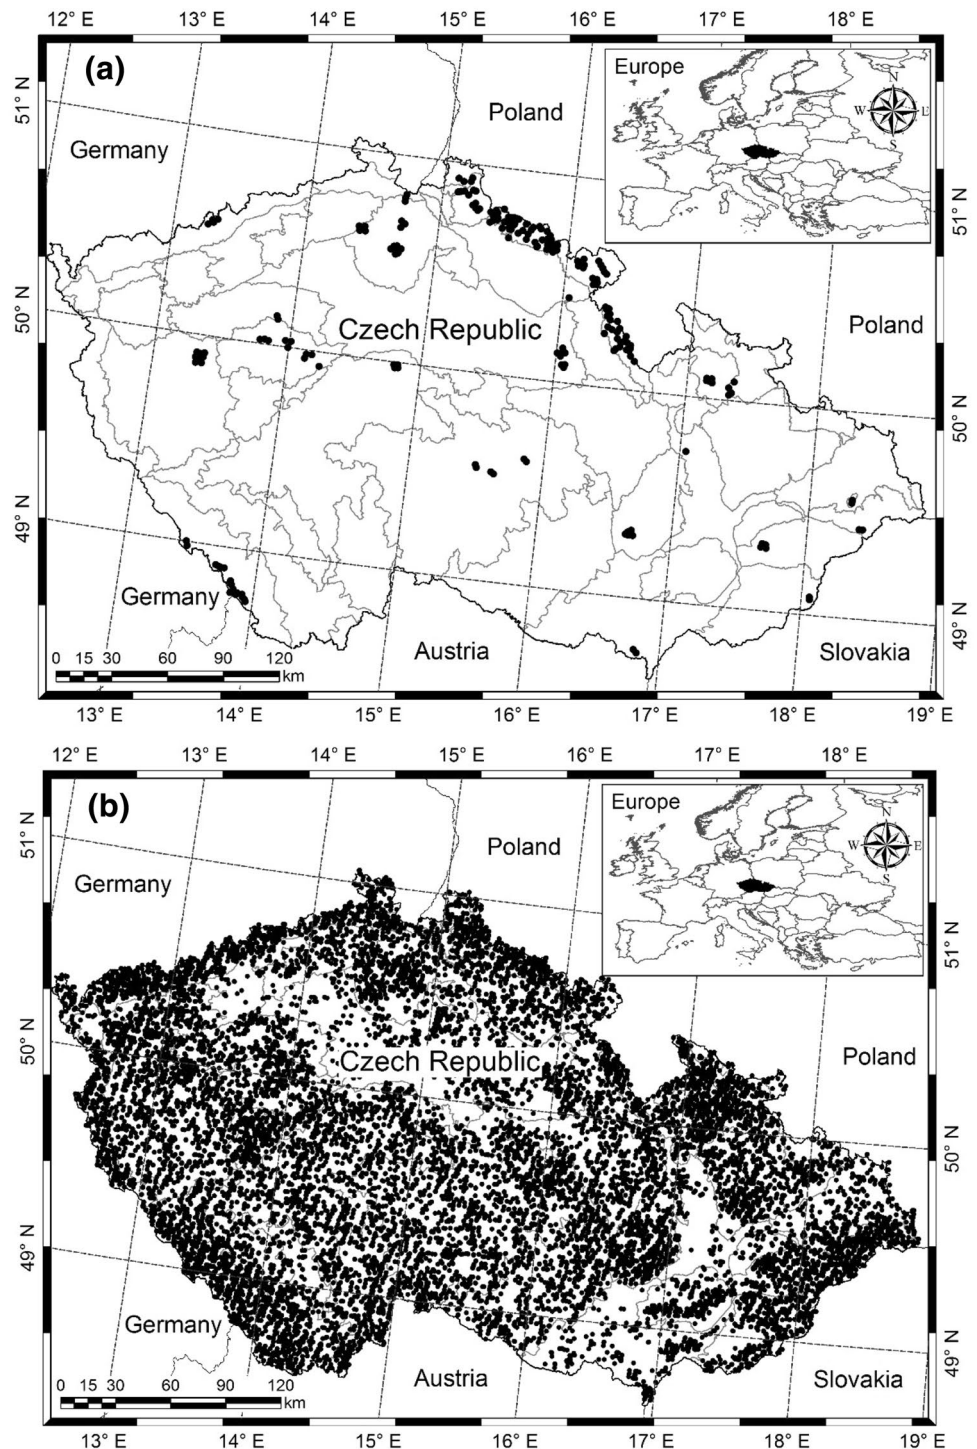 12° E 13° E 14° E 15° E 16° E 17° E 18° E
(a)
Europe
N
W E
S
51° N
Poland
Germany
51° N
50° N
Czech Republic
Poland
50° N
49° N
Germany
49° N
Austria
Slovakia
0 15 30 60 90 120
km
13° E 14° E 15° E 16° E 17° E 18° E 19° E
12° E 13° E 14° E 15° E 16° E 17° E 18° E
(b)
Europe
N
W E
S
51° N
Poland
Germany
51° N
50° N
Czech Republic
Poland
50° N
49° N
Germany
49° N
Austria
Slovakia
0 15 30 60 90 120
km
13° E 14° E 15° E 16° E 17° E 18° E 19° E